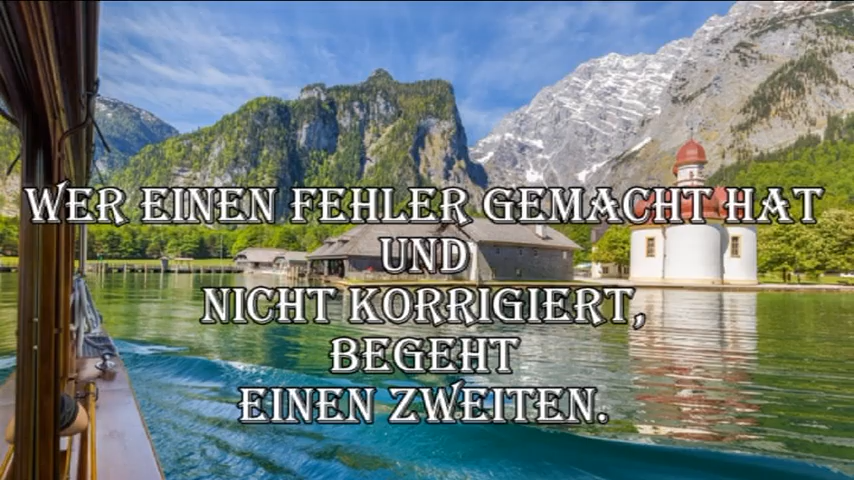 WER EINEN FEHLER GEMACHT HAT
UND
NICHT KORRIGIERT,
BEGEHT
EINEN ZWEITEN.